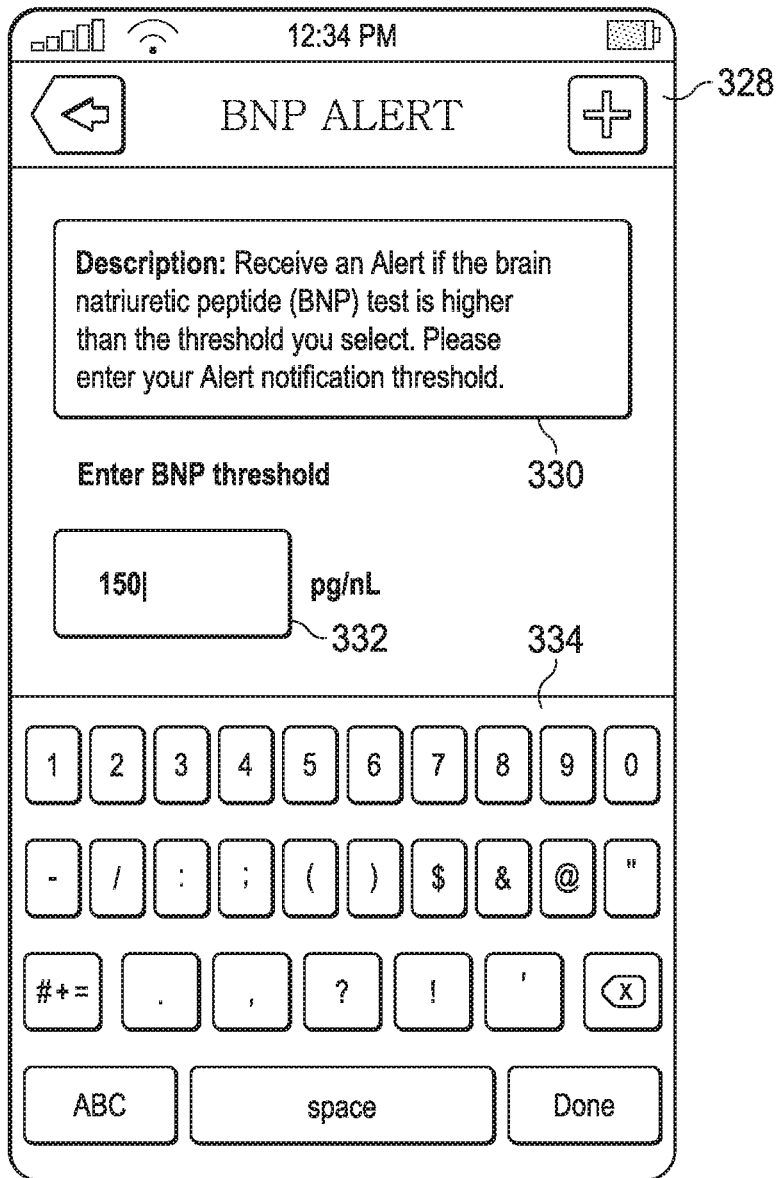 12:34 PM
BNP ALERT
328
Description: Receive an Alert if the brain
natriuretic peptide (BNP) test is higher
than the threshold you select. Please
enter your Alert notification threshold.
330
Enter BNP threshold
150 pg/nL
332
334
1 2 3 4 5 6 7 8 9 0
- / : ; ( ) $ & @ "
#+= . , ? ! ' X
ABC space Done